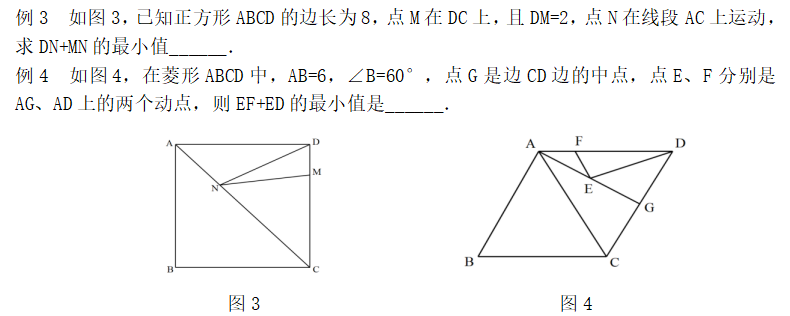 例 3 如图 3，已知正方形 ABCD 的边长为 8，点 M 在 DC 上，且 DM=2，点 N 在线段 AC 上运动，
求 DN+MN 的最小值______．
例 4 如图 4，在菱形 ABCD 中，AB=6，∠B=60°，点 G 是边 CD 边的中点，点 E、F 分别是
AG、AD 上的两个动点，则 EF+ED 的最小值是______．
A D
M
N
B C
A F D
E
G
B C
图 3 图 4